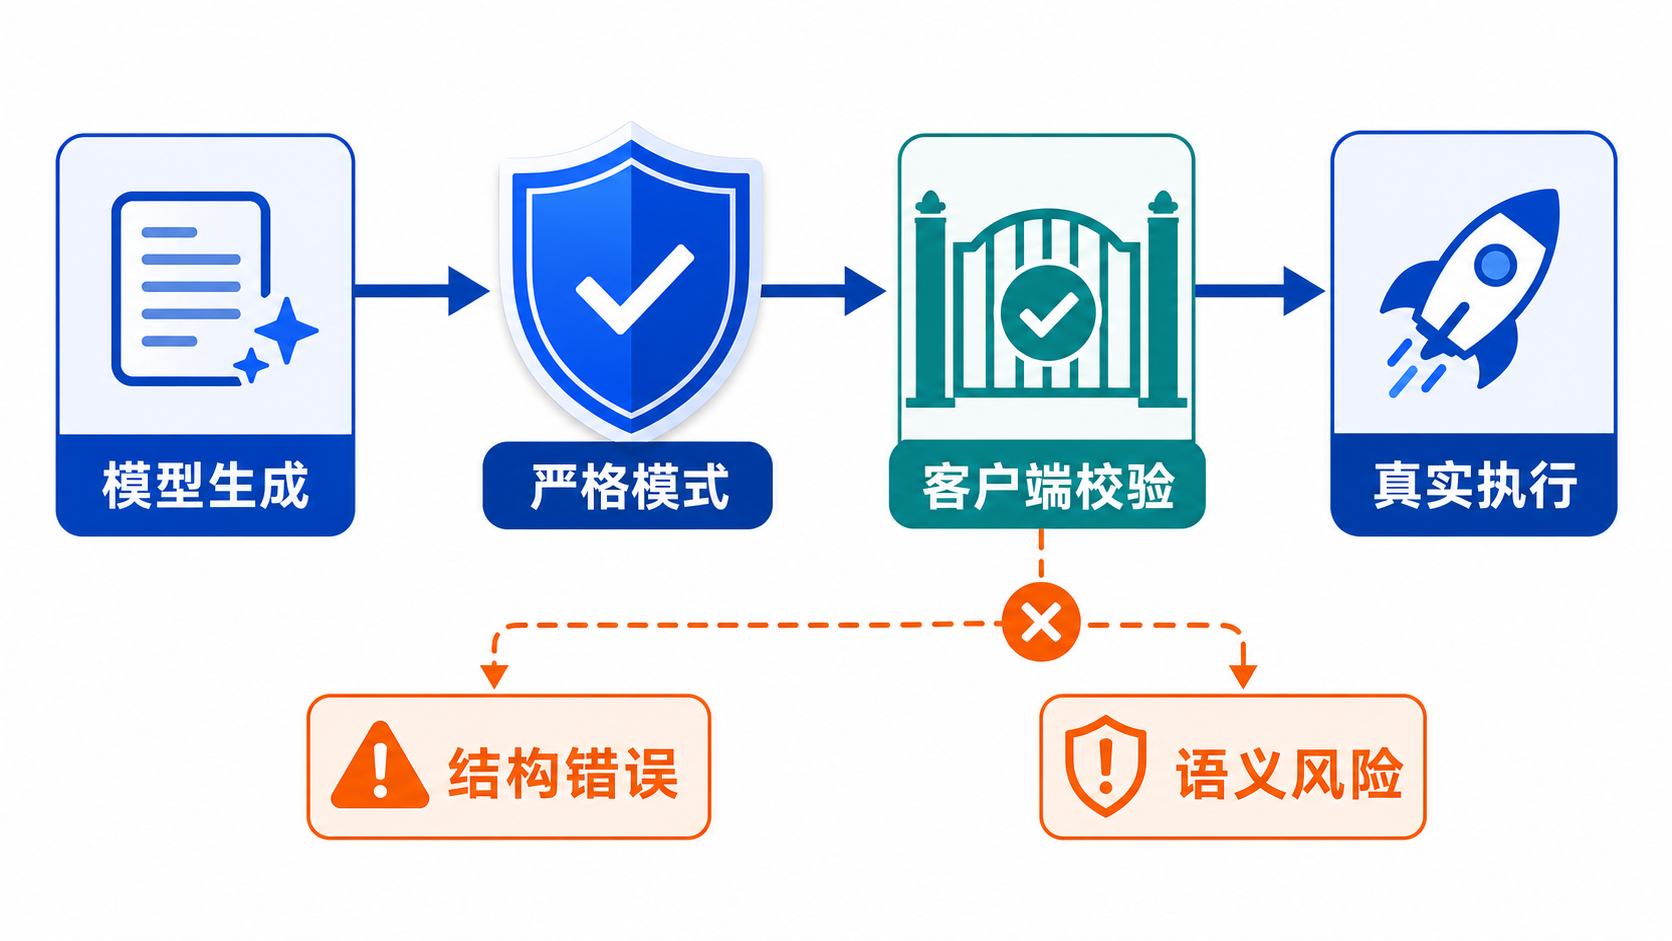 模型生成
严格模式
客户端校验
真实执行
结构错误
语义风险